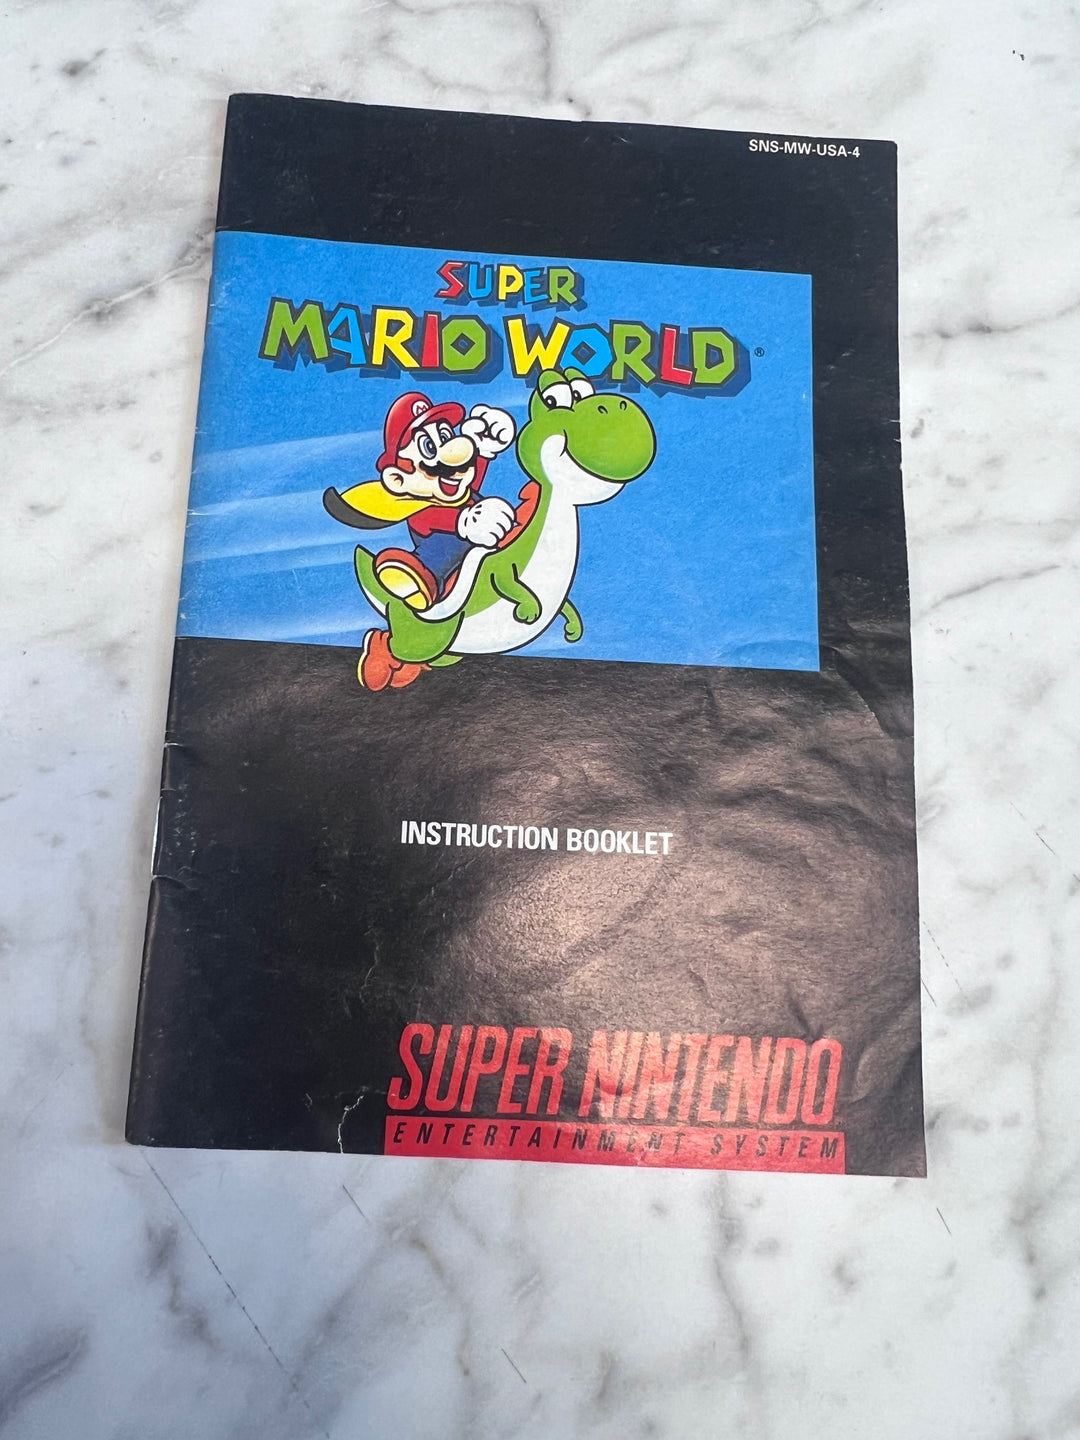 SNS-MW-USA-4
SUPER
MARIO WORLD®
M
INSTRUCTION BOOKLET
SUPER NINTENDO
ENTERTAINMENT SYSTEM